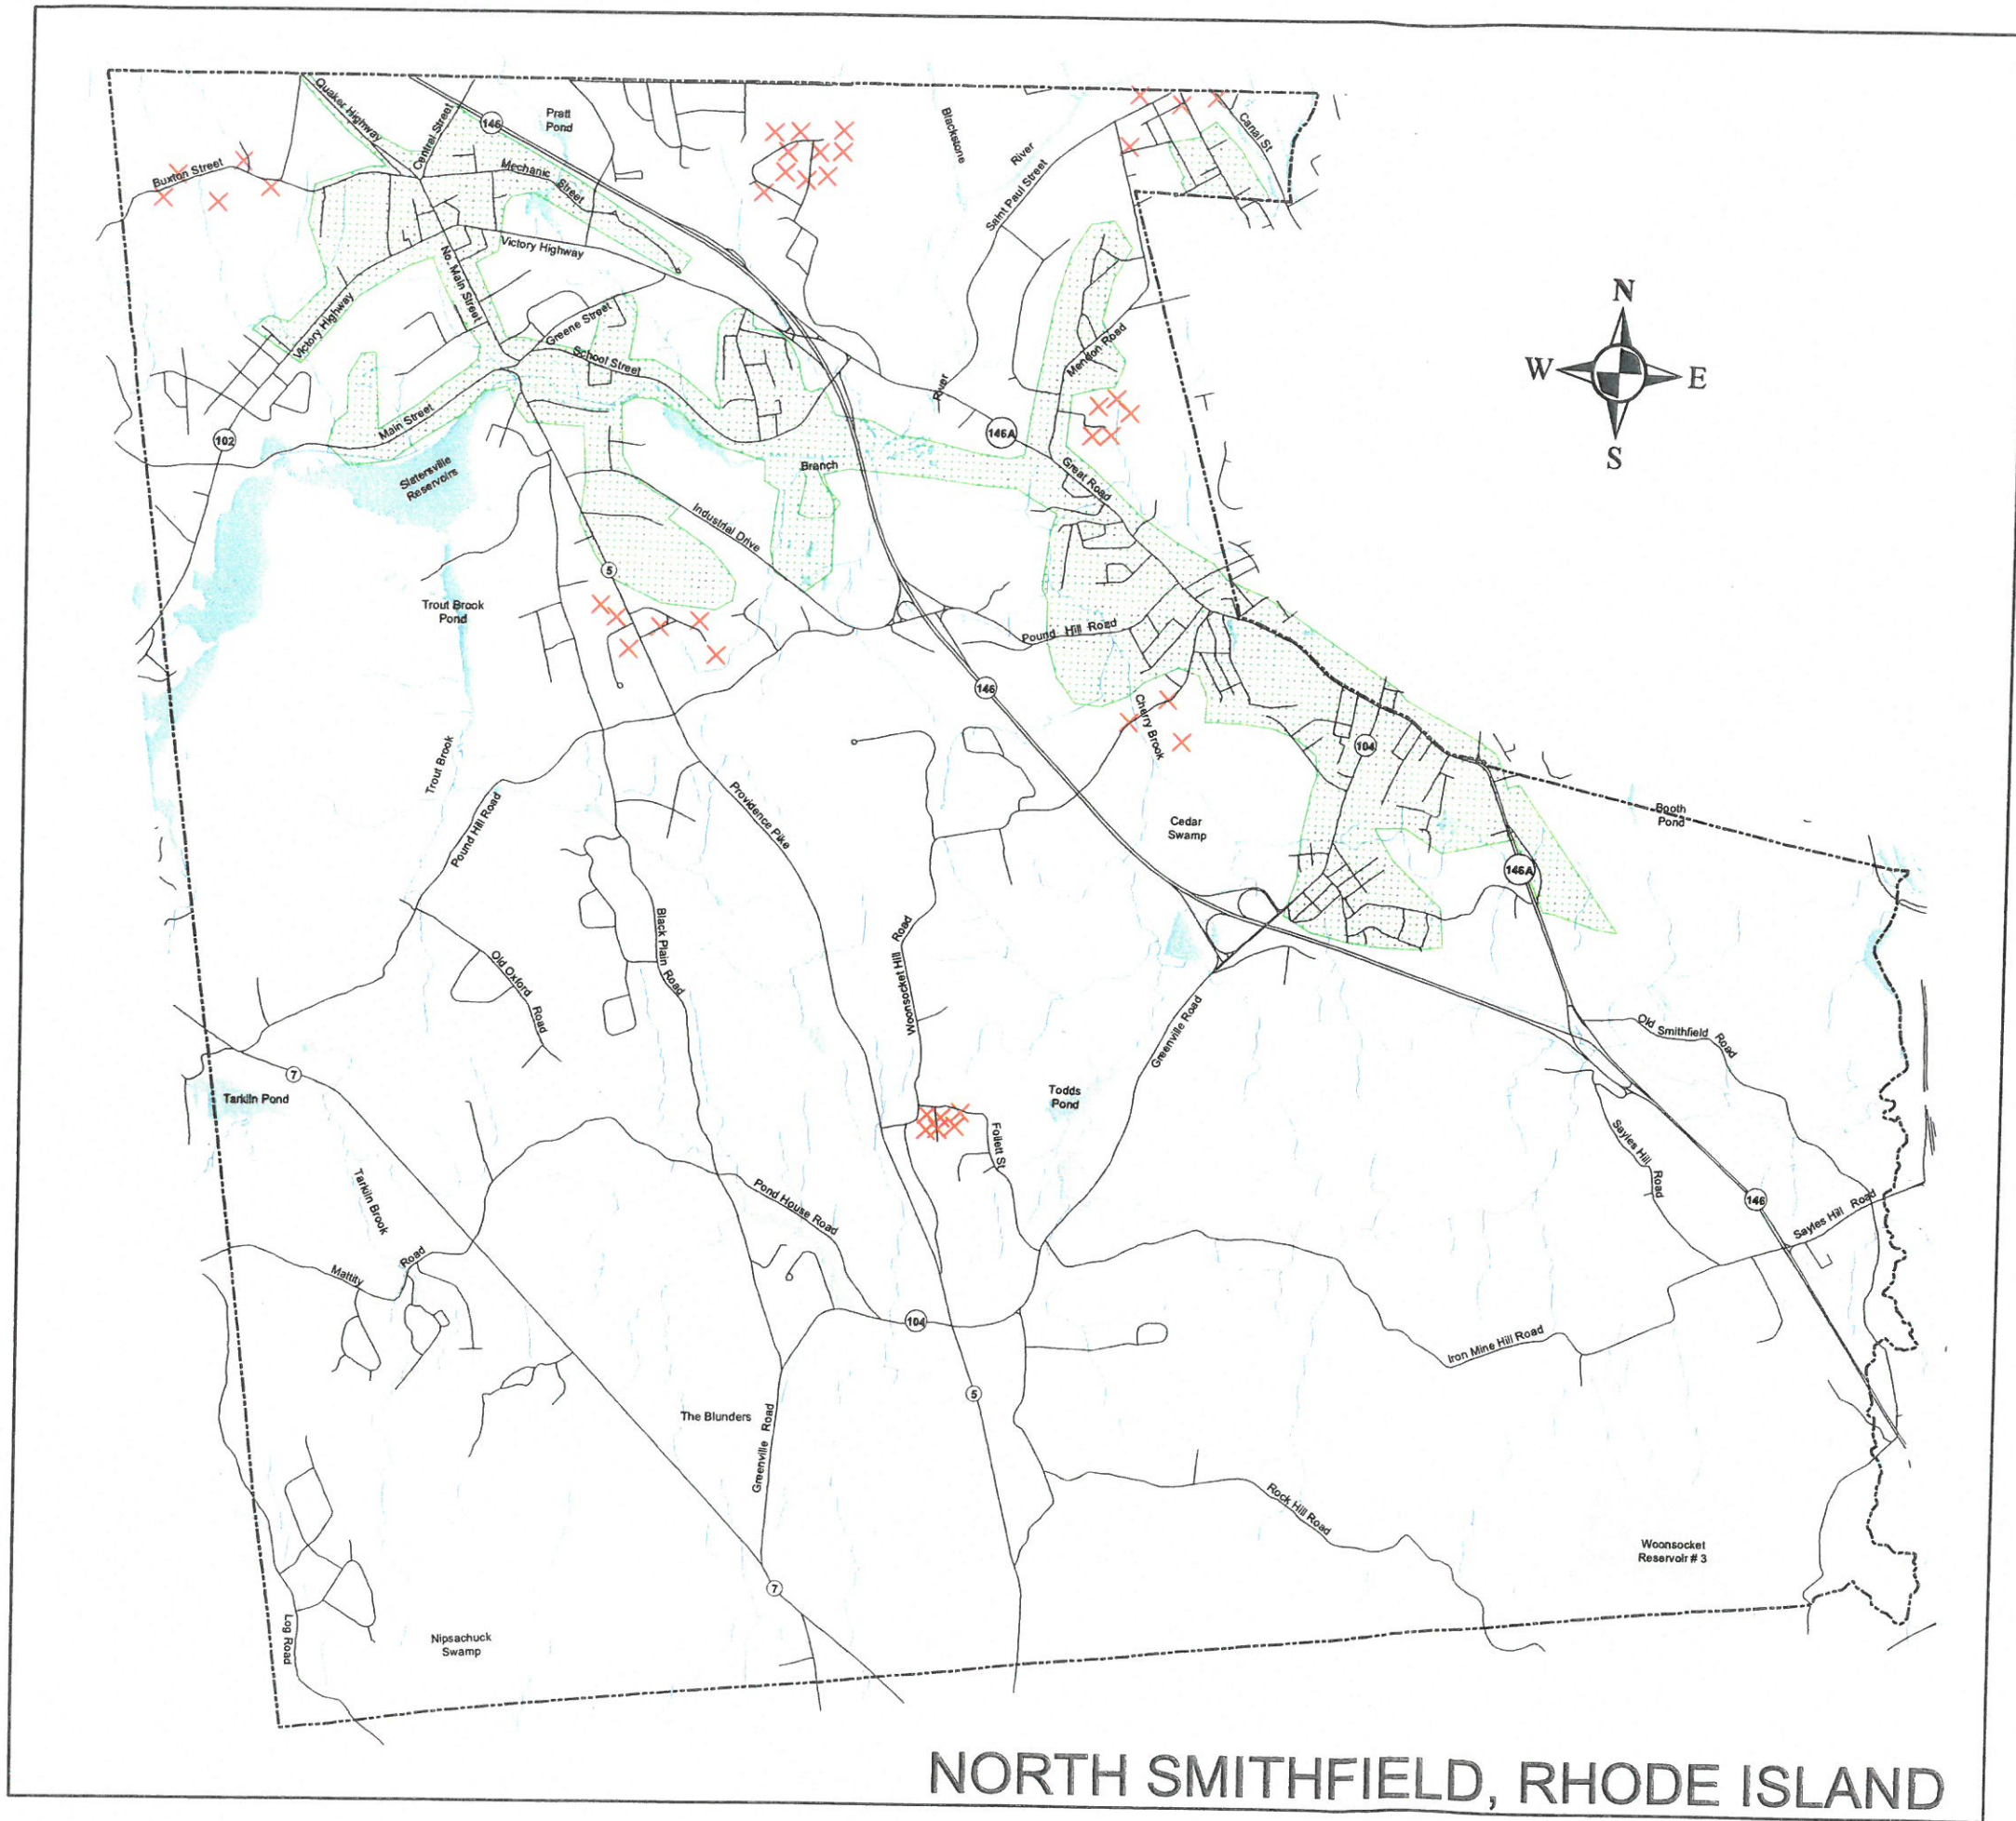 Quaker Highway
Central Street
146
Pratt
Pond
Blackstone
River
Canal St
Buxton Street
Mechanic Street
Saint Paul Street
Victory Highway
No. Main Street
Victory Highway
Greene Street
School Street
Mendon Road
N
W
E
S
River
Main Street
102
146A
Slatersville
Reservoirs
Branch
Great Road
Industrial Drive
5
Trout Brook
Pond
Pound Hill Road
146
Cherry Brook
104
Trout Brook
Providence Pike
Pound Hill Road
Cedar
Swamp
Booth
Pond
146A
Black Plain Road
Woonsocket Hill Road
Old Oxford Road
Greenville Road
Old Smithfield Road
7
Tarkiln Pond
Todds
Pond
Follett St
Sayles Hill Road
Tarkiln Brook
Pond House Road
146
Sayles Hill Road
Mattity Road
104
Iron Mine Hill Road
5
The Blunders
Greenville Road
Rock Hill Road
Woonsocket
Reservoir # 3
7
Log Road
Nipsachuck
Swamp
NORTH SMITHFIELD, RHODE ISLAND